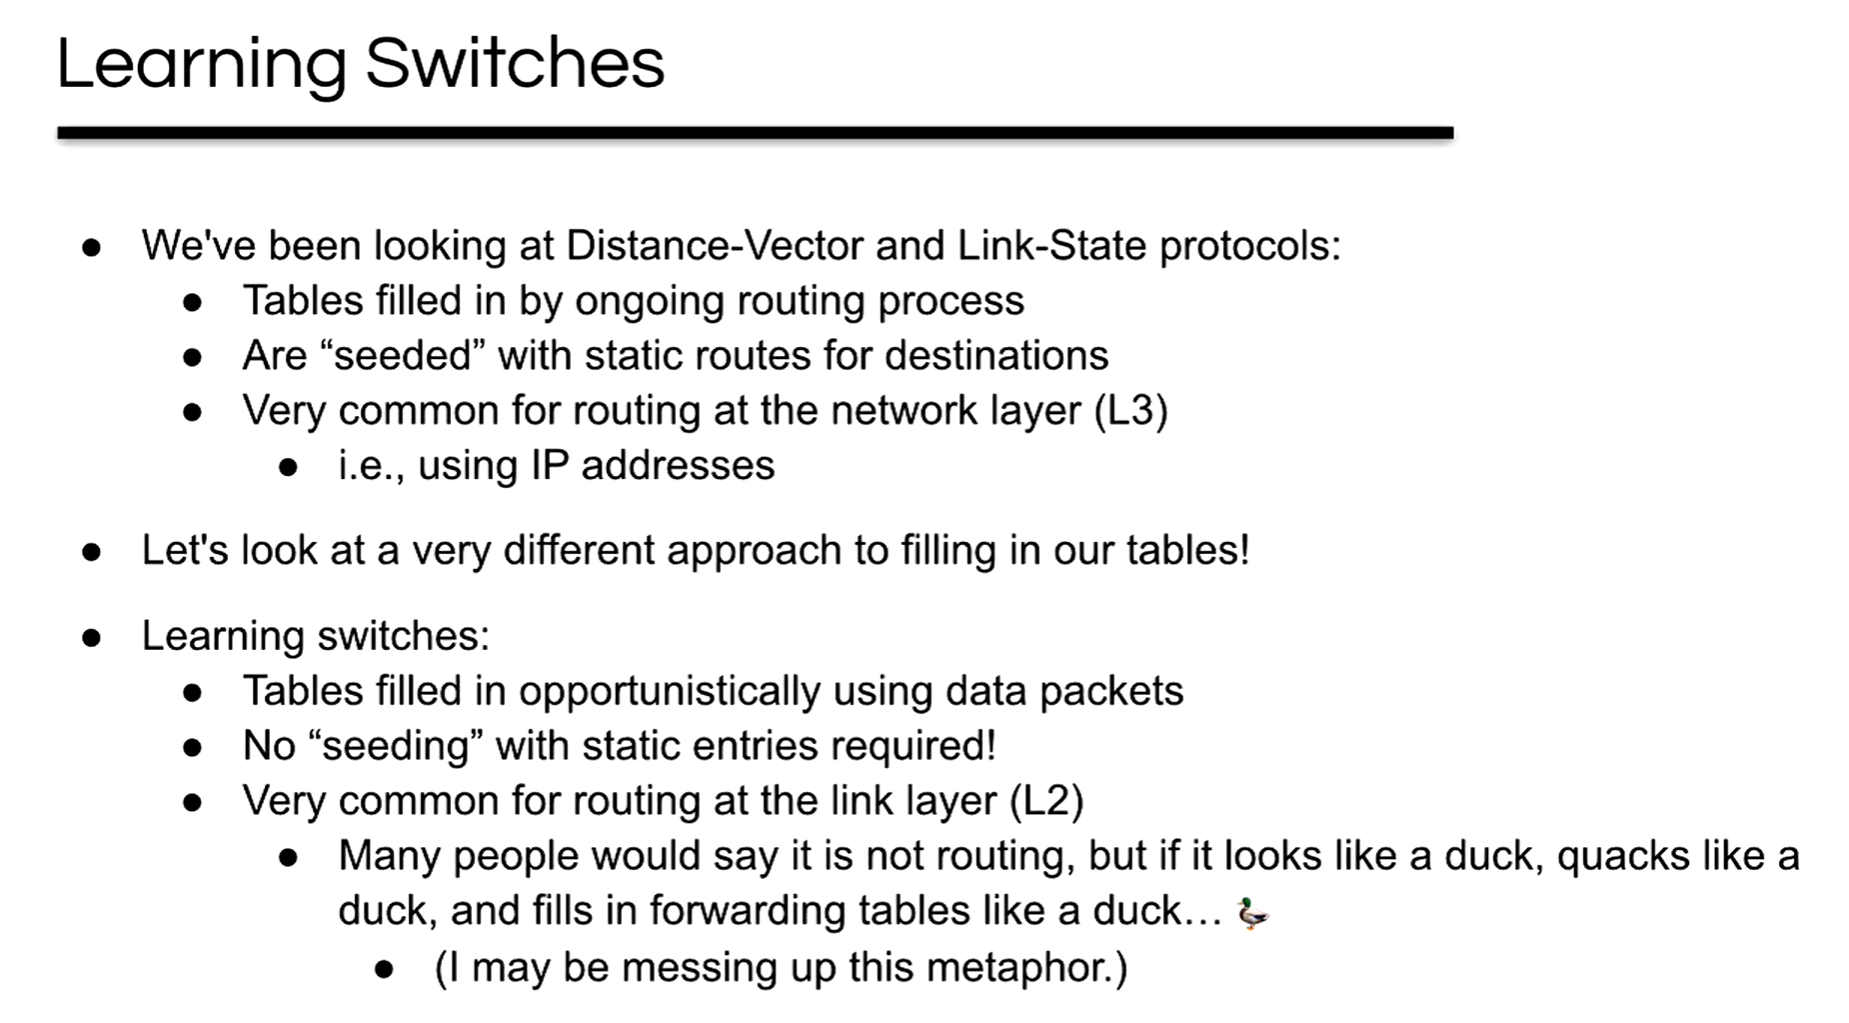 Learning Switches
● We've been looking at Distance-Vector and Link-State protocols:
● Tables filled in by ongoing routing process
● Are “seeded” with static routes for destinations
● Very common for routing at the network layer (L3)
● i.e., using IP addresses
● Let's look at a very different approach to filling in our tables!
● Learning switches:
● Tables filled in opportunistically using data packets
● No “seeding” with static entries required!
● Very common for routing at the link layer (L2)
● Many people would say it is not routing, but if it looks like a duck, quacks like a
duck, and fills in forwarding tables like a duck… 🦆
● (I may be messing up this metaphor.)